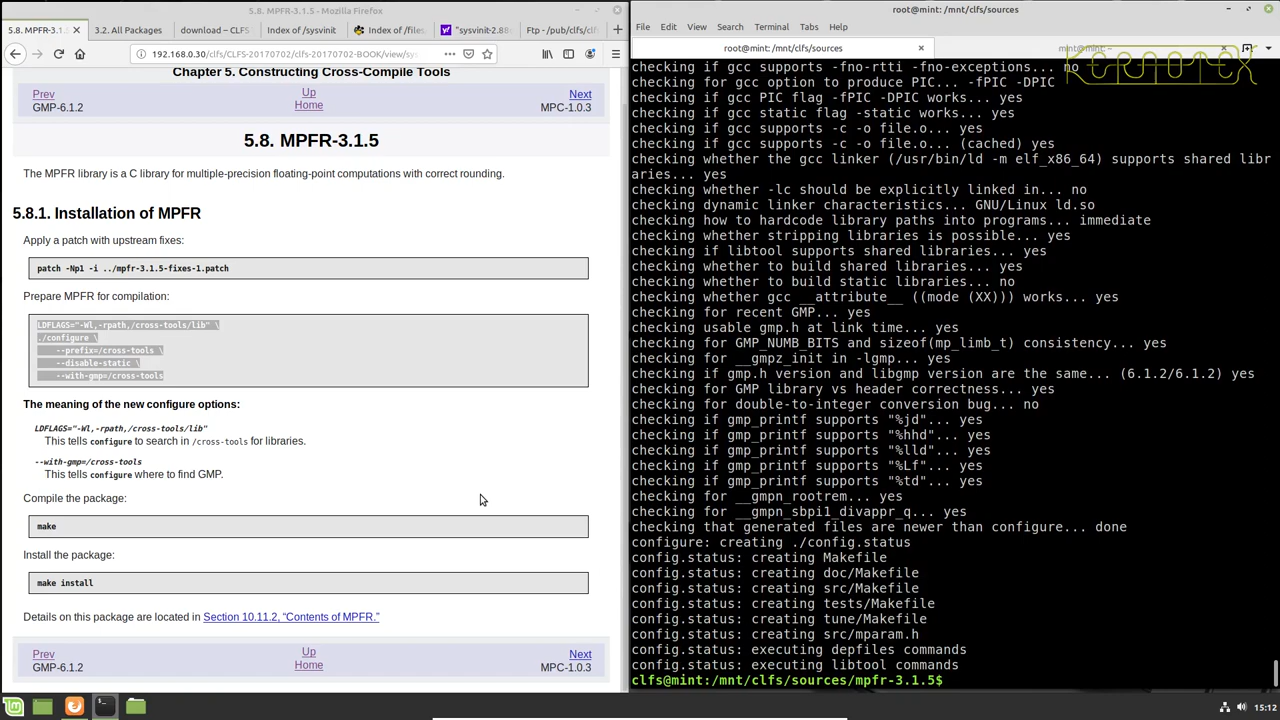 5.8. MPFR-3.1.5 - Mozilla Firefox
5.8. MPFR-3.1.
3.2. All Packages
download – CLFS
Index of /sysvinit
Index of /files
"sysvinit-2.88
Ftp - /pub/clfs/c
192.168.0.30/clfs/CLFS-20170702/clfs-20170702-BOOK/view/sy
Chapter 5. Constructing Cross-Compile Tools
Prev
Up
Next
GMP-6.1.2
Home
MPC-1.0.3
5.8. MPFR-3.1.5
The MPFR library is a C library for multiple-precision floating-point computations with correct rounding.
5.8.1. Installation of MPFR
Apply a patch with upstream fixes:
patch -Np1 -i ../mpfr-3.1.5-fixes-1.patch
Prepare MPFR for compilation:
LDFLAGS="-Wl,-rpath,/cross-tools/lib" \
./configure \
--prefix=/cross-tools \
--disable-static \
--with-gmp=/cross-tools
The meaning of the new configure options:
LDFLAGS="-Wl,-rpath,/cross-tools/lib"
This tells configure to search in /cross-tools for libraries.
--with-gmp=/cross-tools
This tells configure where to find GMP.
Compile the package:
make
Install the package:
make install
Details on this package are located in Section 10.11.2, “Contents of MPFR.”
Prev
Up
Next
GMP-6.1.2
Home
MPC-1.0.3
root@mint: /mnt/clfs/sources
File Edit View Search Terminal Tabs Help
root@mint: /mnt/clfs/sources
mint@mint: ~
KERNOTEX
checking if gcc supports -fno-rtti -fno-exceptions... no
checking for gcc option to produce PIC... -fPIC -DPIC
checking if gcc PIC flag -fPIC -DPIC works... yes
checking if gcc static flag -static works... yes
checking if gcc supports -c -o file.o... yes
checking if gcc supports -c -o file.o... (cached) yes
checking whether the gcc linker (/usr/bin/ld -m elf_x86_64) supports shared libr
aries... yes
checking whether -lc should be explicitly linked in... no
checking dynamic linker characteristics... GNU/Linux ld.so
checking how to hardcode library paths into programs... immediate
checking whether stripping libraries is possible... yes
checking if libtool supports shared libraries... yes
checking whether to build shared libraries... yes
checking whether to build static libraries... no
checking whether gcc __attribute__ ((mode (XX))) works... yes
checking for recent GMP... yes
checking usable gmp.h at link time... yes
checking for GMP_NUMB_BITS and sizeof(mp_limb_t) consistency... yes
checking for __gmpz_init in -lgmp... yes
checking if gmp.h version and libgmp version are the same... (6.1.2/6.1.2) yes
checking for GMP library vs header correctness... yes
checking for double-to-integer conversion bug... no
checking if gmp_printf supports "%jd"... yes
checking if gmp_printf supports "%hhd"... yes
checking if gmp_printf supports "%lld"... yes
checking if gmp_printf supports "%Lf"... yes
checking if gmp_printf supports "%td"... yes
checking for __gmpn_rootrem... yes
checking for __gmpn_sbpi1_divappr_q... yes
checking that generated files are newer than configure... done
configure: creating ./config.status
config.status: creating Makefile
config.status: creating doc/Makefile
config.status: creating src/Makefile
config.status: creating tests/Makefile
config.status: creating tune/Makefile
config.status: creating src/mparam.h
config.status: executing depfiles commands
config.status: executing libtool commands
clfs@mint:/mnt/clfs/sources/mpfr-3.1.5$
15:12